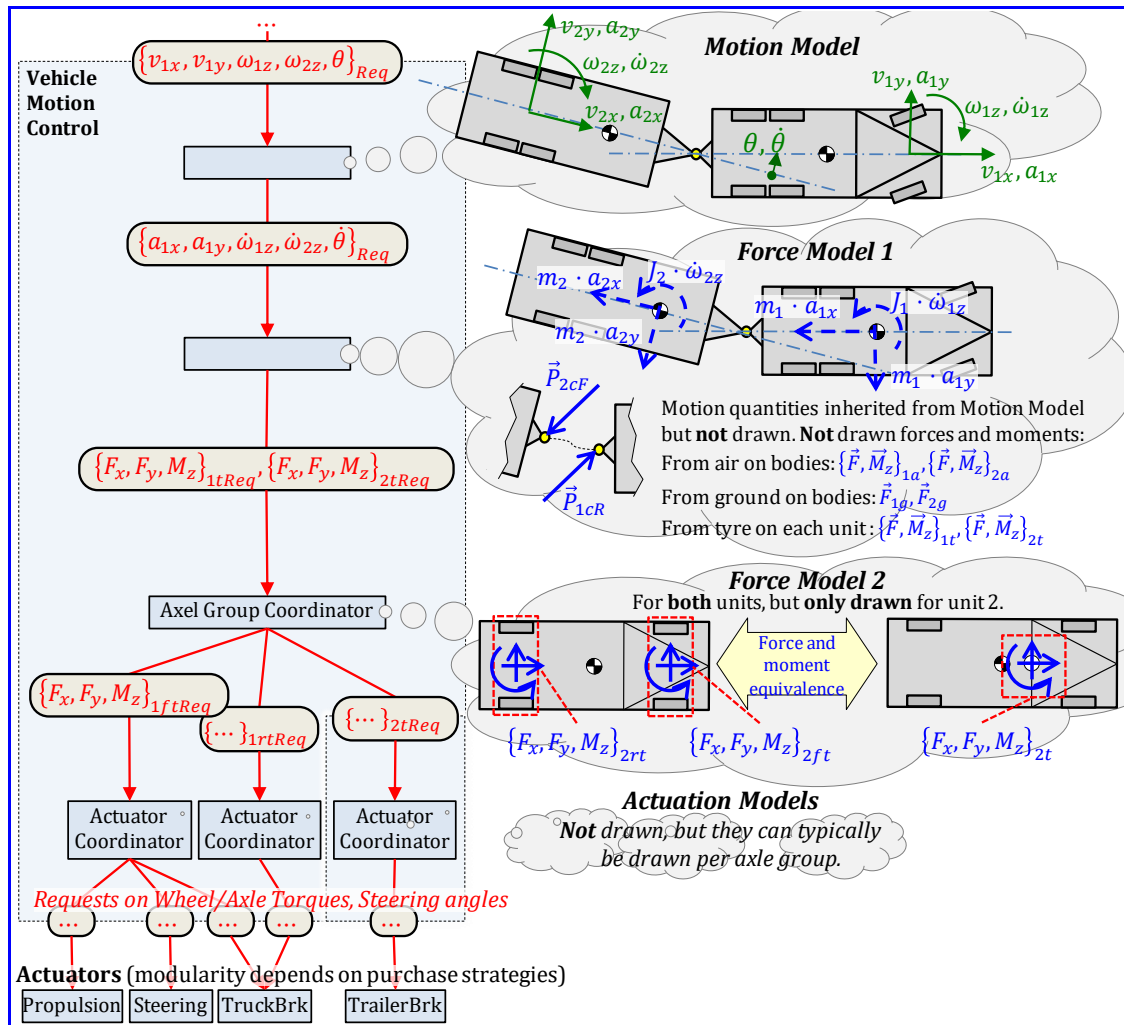 ...
{v₁ₓ, v₁y, ω₁z, ω₂z, θ}Req
Vehicle
Motion
Control
{a₁ₓ, a₁y, ω̇₁z, ω̇₂z, θ̇}Req
{Fₓ, Fy, Mz}1tReq, {Fₓ, Fy, Mz}2tReq
Axel Group Coordinator
{Fₓ, Fy, Mz}1ftReq
{...}1rtReq
{...}2tReq
Actuator
Coordinator
Actuator
Coordinator
Actuator
Coordinator
Requests on Wheel/Axle Torques, Steering angles
...
...
...
...
...
Actuators (modularity depends on purchase strategies)
Propulsion
Steering
TruckBrk
TrailerBrk
Motion Model
v₂y, a₂y
ω₂z, ω̇₂z
v₂ₓ, a₂ₓ
θ, θ̇
v₁y, a₁y
ω₁z, ω̇₁z
v₁ₓ, a₁ₓ
Force Model 1
J₂ · ω̇₂z
m₂ · a₂ₓ
m₂ · a₂y
J₁ · ω̇₁z
m₁ · a₁ₓ
m₁ · a₁y
P⃗2cF
P⃗1cR
Motion quantities inherited from Motion Model
but not drawn. Not drawn forces and moments:
From air on bodies: {F⃗, M⃗z}1a, {F⃗, M⃗z}2a
From ground on bodies: F⃗1g, F⃗2g
From tyre on each unit: {F⃗, M⃗z}1t, {F⃗, M⃗z}2t
Force Model 2
For both units, but only drawn for unit 2.
Force and
moment
equivalence
{Fₓ, Fy, Mz}2rt
{Fₓ, Fy, Mz}2ft
{Fₓ, Fy, Mz}2t
Actuation Models
Not drawn, but they can typically
be drawn per axle group.